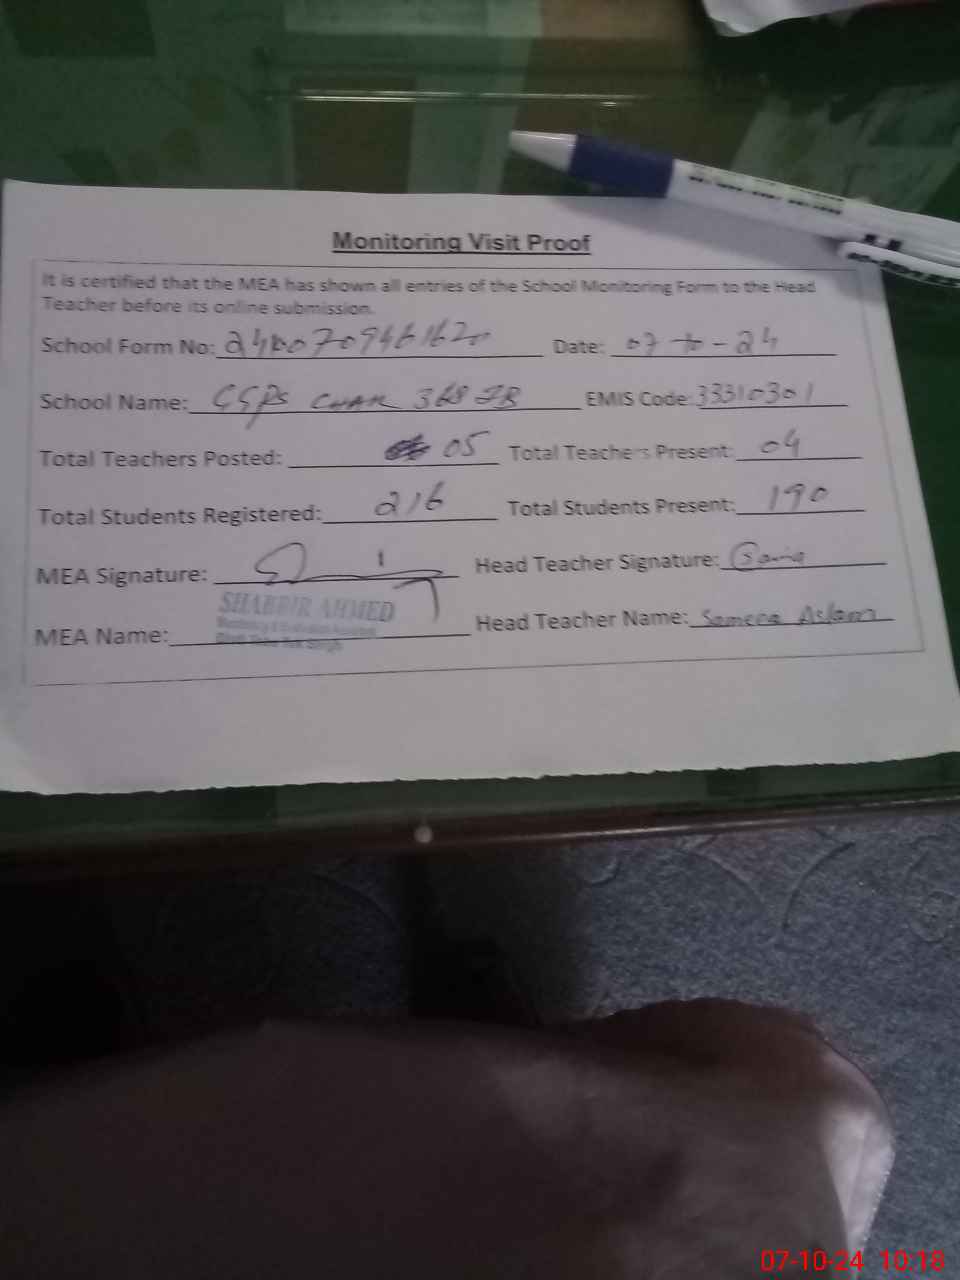 Monitoring Visit Proof
It is certified that the MEA has shown all entries of the School Monitoring Form to the Head
Teacher before its online submission.
School Form No: Date: 07-10-24
School Name: CHAK 368 JB EMIS Code: 33310301
Total Teachers Posted: 05 Total Teachers Present: 04
Total Students Registered: 216 Total Students Present: 190
MEA Signature: Head Teacher Signature:
SHABBIR AHMED
MEA Name: Head Teacher Name: Aslam
07-10-24 10:18